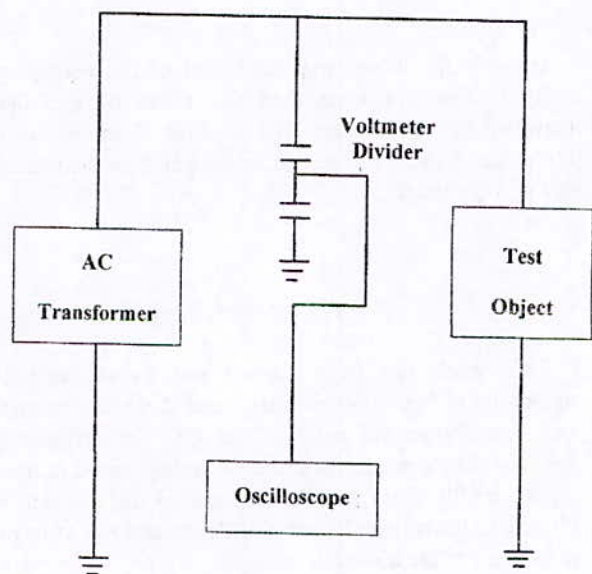 Voltmeter
Divider
AC
Transformer
Test
Object
Oscilloscope